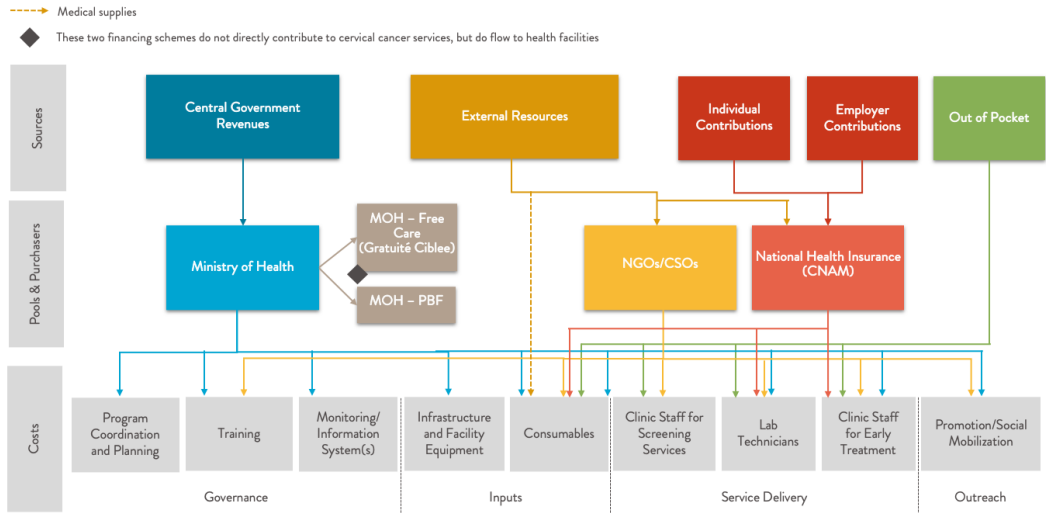 Medical supplies
These two financing schemes do not directly contribute to cervical cancer services, but do flow to health facilities
Sources
Central Government
Revenues
External Resources
Individual
Contributions
Employer
Contributions
Out of Pocket
Pools & Purchasers
Ministry of Health
MOH – Free
Care
(Gratuité Ciblee)
MOH – PBF
NGOs/CSOs
National Health Insurance
(CNAM)
Costs
Program
Coordination
and Planning
Training
Monitoring/
Information
System(s)
Infrastructure
and Facility
Equipment
Consumables
Clinic Staff for
Screening
Services
Lab
Technicians
Clinic Staff
for Early
Treatment
Promotion/Social
Mobilization
Governance
Inputs
Service Delivery
Outreach